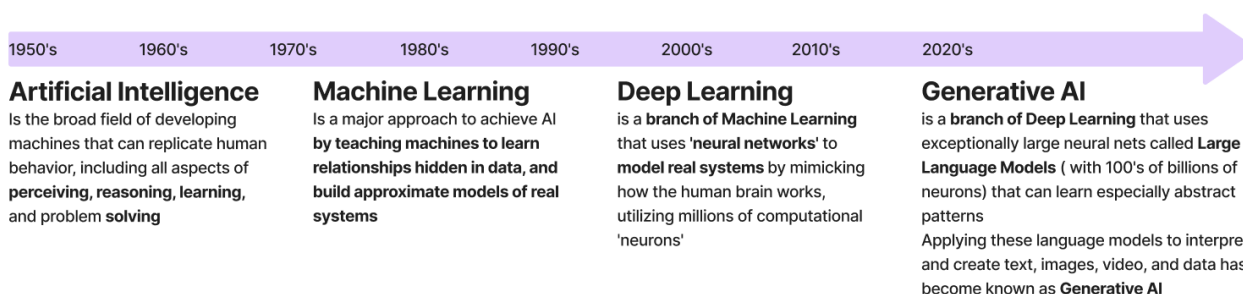 1950's 1960's 1970's 1980's 1990's 2000's 2010's 2020's
Artificial Intelligence
Is the broad field of developing
machines that can replicate human
behavior, including all aspects of
perceiving, reasoning, learning,
and problem solving
Machine Learning
Is a major approach to achieve AI
by teaching machines to learn
relationships hidden in data, and
build approximate models of real
systems
Deep Learning
is a branch of Machine Learning
that uses 'neural networks' to
model real systems by mimicking
how the human brain works,
utilizing millions of computational
'neurons'
Generative AI
is a branch of Deep Learning that uses
exceptionally large neural nets called Large
Language Models ( with 100's of billions of
neurons) that can learn especially abstract
patterns
Applying these language models to interpre
and create text, images, video, and data has
become known as Generative AI